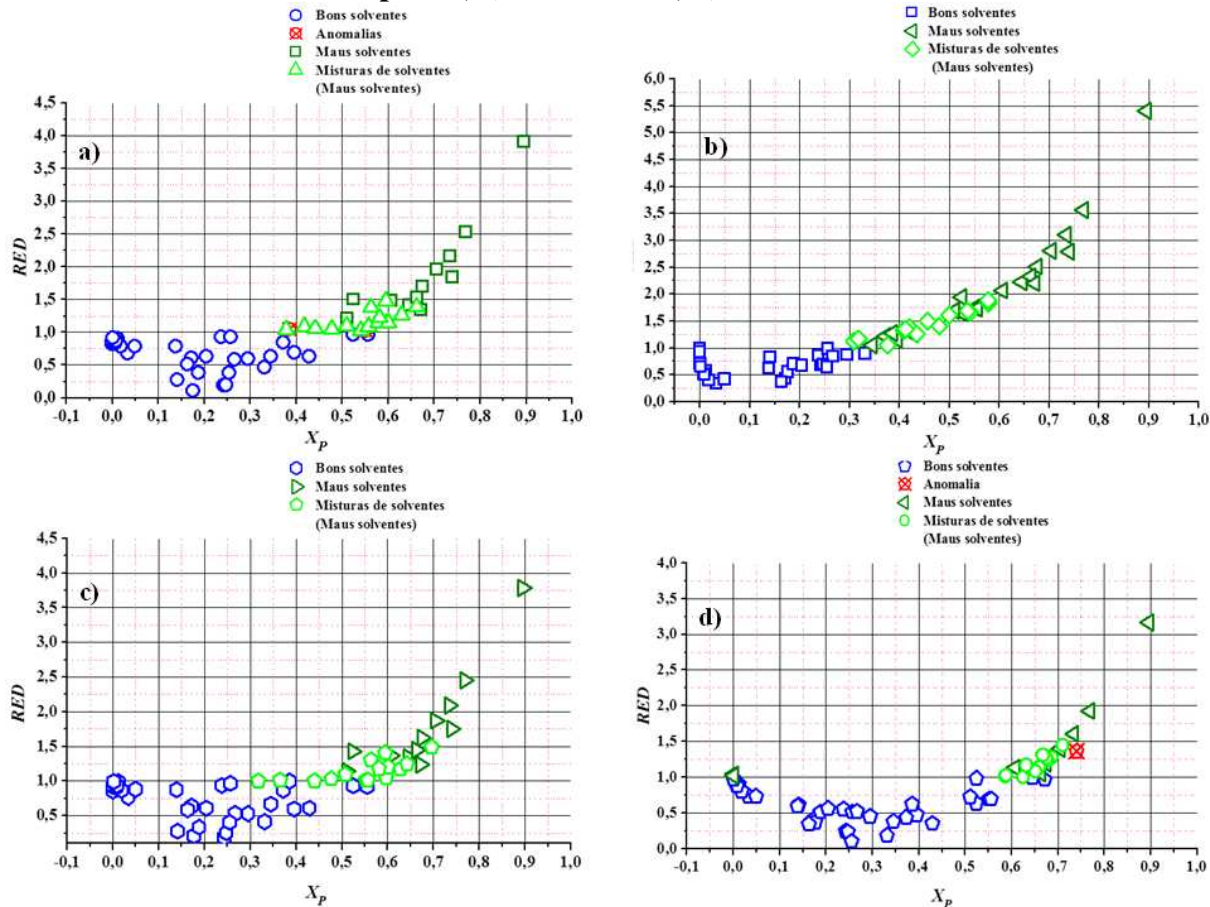 Bons solventes
Anomalias
Maus solventes
Misturas de solventes
(Maus solventes)
4,5
4,0
3,5
3,0
2,5
2,0
1,5
1,0
0,5
0,0
RED
a)
-0,1 0,0 0,1 0,2 0,3 0,4 0,5 0,6 0,7 0,8 0,9 1,0
X_P
Bons solventes
Maus solventes
Misturas de solventes
(Maus solventes)
6,0
5,5
5,0
4,5
4,0
3,5
3,0
2,5
2,0
1,5
1,0
0,5
0,0
b)
0,0 0,1 0,2 0,3 0,4 0,5 0,6 0,7 0,8 0,9 1,0
X_P
Bons solventes
Maus solventes
Misturas de solventes
(Maus solventes)
4,5
4,0
3,5
3,0
2,5
2,0
1,5
1,0
0,5
RED
c)
-0,1 0,0 0,1 0,2 0,3 0,4 0,5 0,6 0,7 0,8 0,9 1,0
X_P
Bons solventes
Anomalia
Maus solventes
Misturas de solventes
(Maus solventes)
4,0
3,5
3,0
2,5
2,0
1,5
1,0
0,5
0,0
RED
d)
-0,1 0,0 0,1 0,2 0,3 0,4 0,5 0,6 0,7 0,8 0,9 1,0
X_P